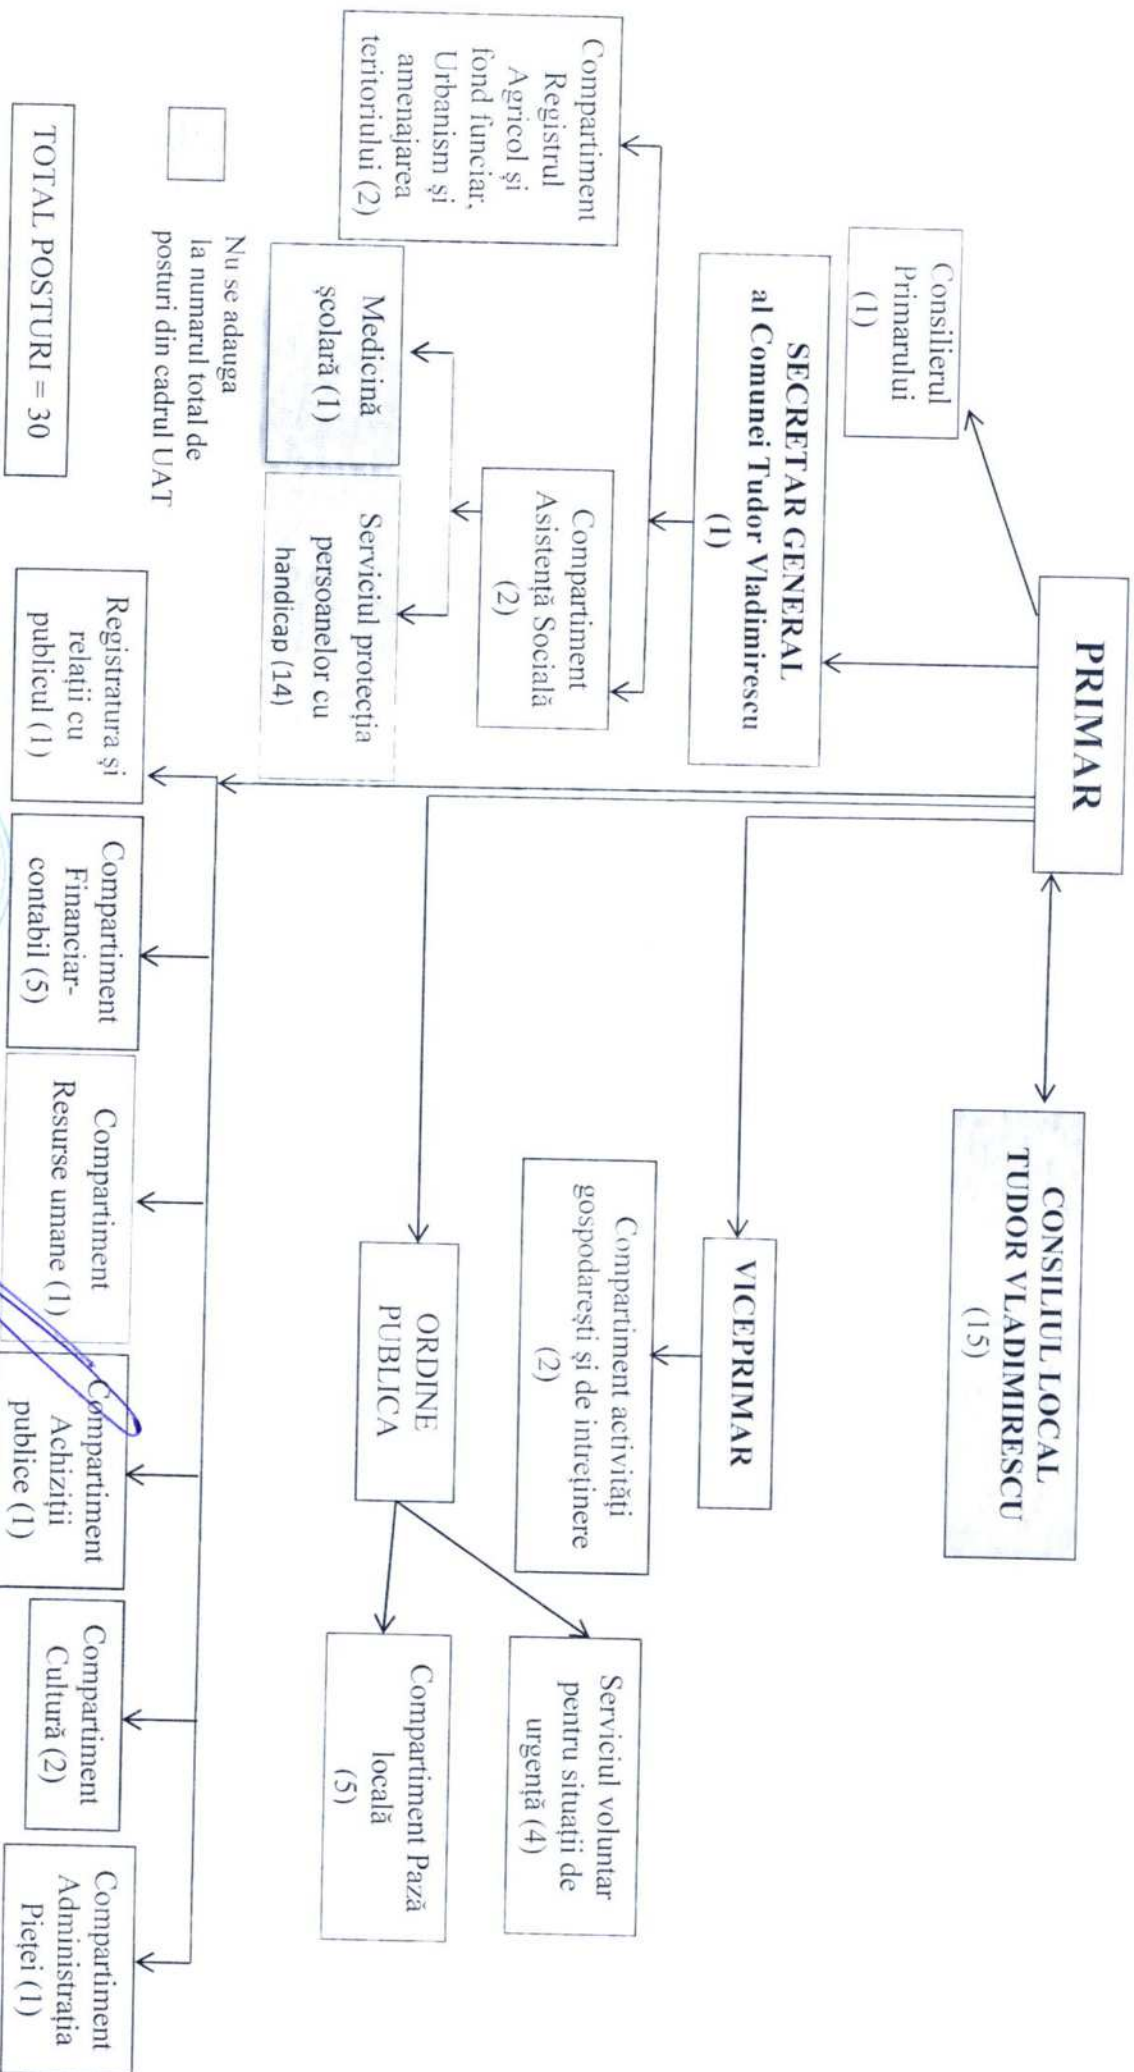 PRIMAR
CONSILIUL LOCAL
TUDOR VLADIMIRESCU
(15)
Consilierul
Primarului
(1)
SECRETAR GENERAL
al Comunei Tudor Vladimirescu
(1)
VICEPRIMAR
Compartiment
Registrul
Agricol și
fond funciar,
Urbanism și
amenajarea
teritoriului (2)
Compartiment
Asistență Socială
(2)
Compartiment activități
gospodarești și de intreținere
(2)
Serviciul voluntar
pentru situații de
urgență (4)
Medicină
școlară (1)
Serviciul protecția
persoanelor cu
handicap (14)
ORDINE
PUBLICA
Compartiment Pază
locală
(5)
Nu se adauga
la numarul total de
posturi din cadrul UAT
TOTAL POSTURI = 30
Registratura și
relații cu
publicul (1)
Compartiment
Financiar-
contabil (5)
Compartiment
Resurse umane (1)
Compartiment
Achiziții
publice (1)
Compartiment
Cultură (2)
Compartiment
Administrația
Pieței (1)